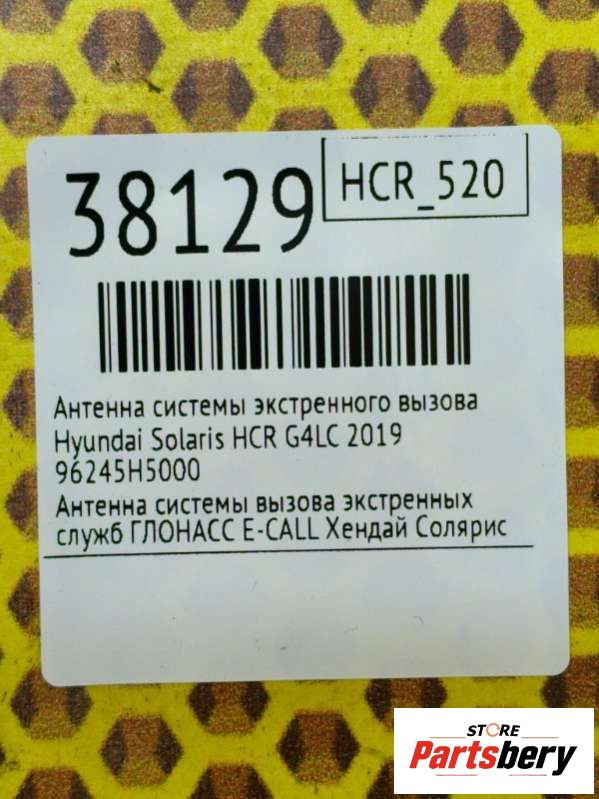 38129
HCR_520
Антенна системы экстренного вызова
Hyundai Solaris HCR G4LC 2019
96245H5000
Антенна системы вызова экстренных
служб ГЛОНАСС E-CALL Хендай Солярис
STORE
Partsbery